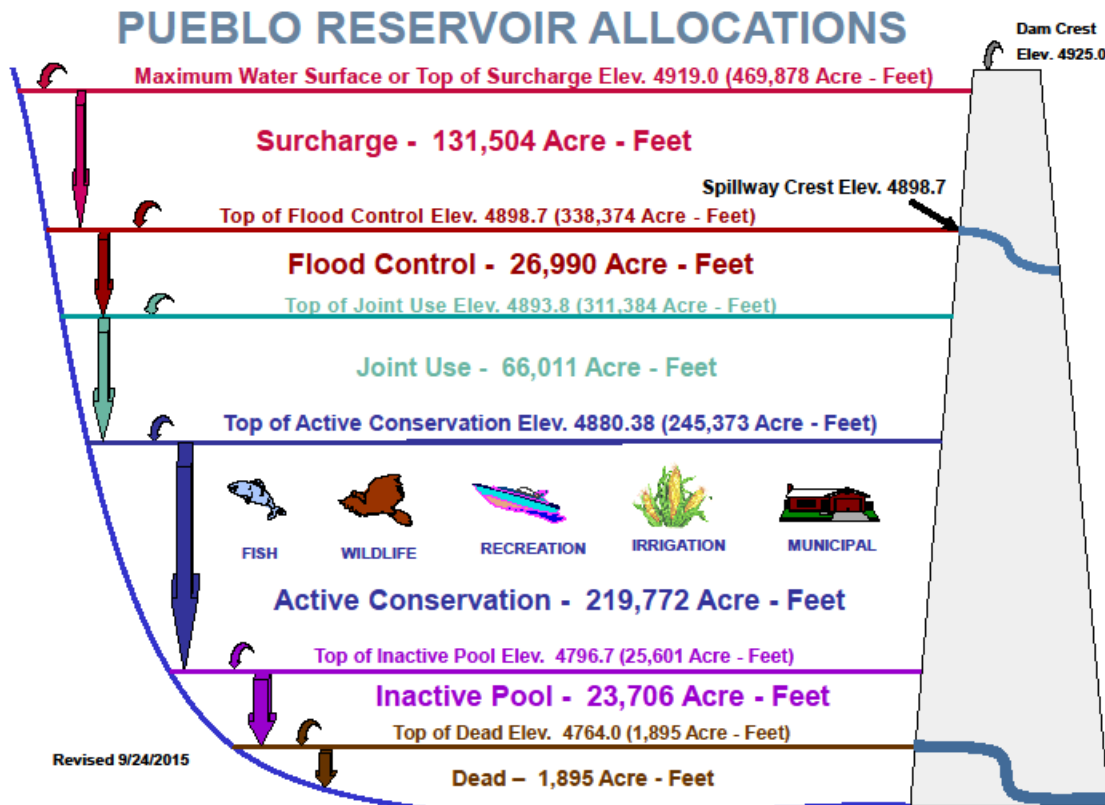 PUEBLO RESERVOIR ALLOCATIONS
Dam Crest
Elev. 4925.0
Maximum Water Surface or Top of Surcharge Elev. 4919.0 (469,878 Acre - Feet)
Surcharge - 131,504 Acre - Feet
Spillway Crest Elev. 4898.7
Top of Flood Control Elev. 4898.7 (338,374 Acre - Feet)
Flood Control - 26,990 Acre - Feet
Top of Joint Use Elev. 4893.8 (311,384 Acre - Feet)
Joint Use - 66,011 Acre - Feet
Top of Active Conservation Elev. 4880.38 (245,373 Acre - Feet)
FISH
WILDLIFE
RECREATION
IRRIGATION
MUNICIPAL
Active Conservation - 219,772 Acre - Feet
Top of Inactive Pool Elev. 4796.7 (25,601 Acre - Feet)
Inactive Pool - 23,706 Acre - Feet
Top of Dead Elev. 4764.0 (1,895 Acre - Feet)
Revised 9/24/2015
Dead – 1,895 Acre - Feet